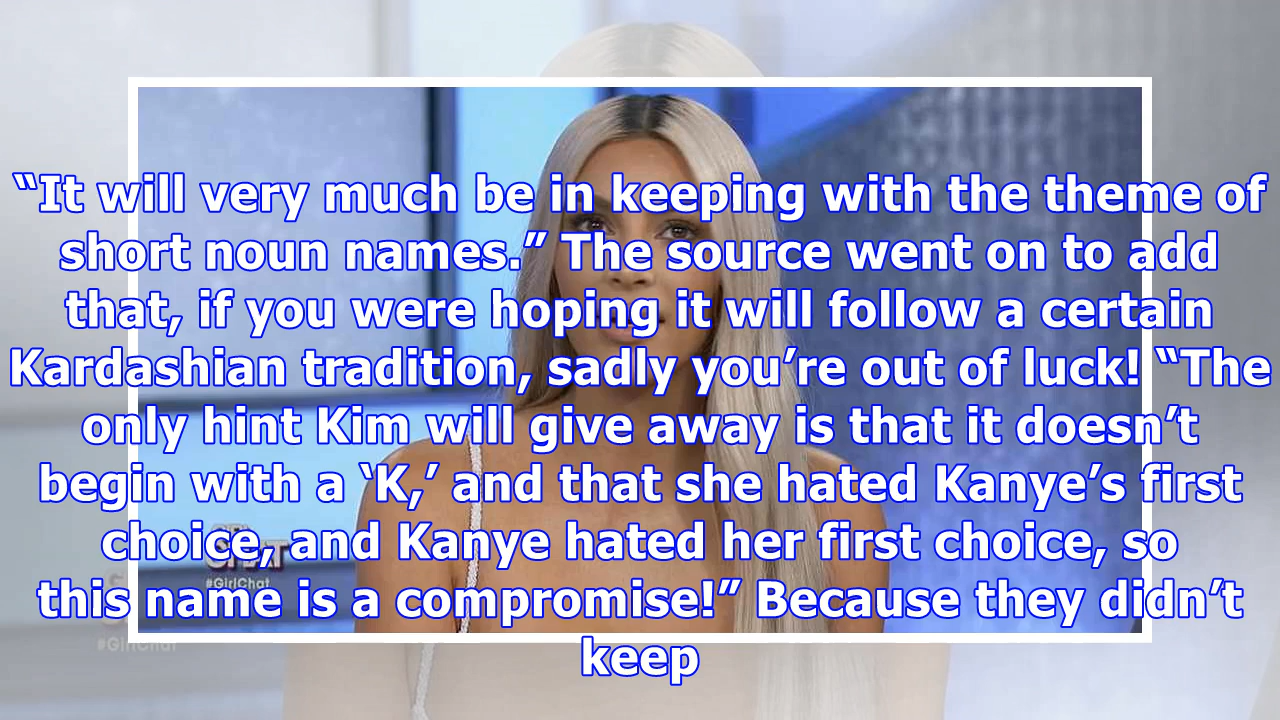 “It will very much be in keeping with the theme of
short noun names.” The source went on to add
that, if you were hoping it will follow a certain
Kardashian tradition, sadly you’re out of luck! “The
only hint Kim will give away is that it doesn’t
begin with a ‘K,’ and that she hated Kanye’s first
choice, and Kanye hated her first choice, so
this name is a compromise!” Because they didn’t
keep
CHAT
#GirlChat
#GirlChat